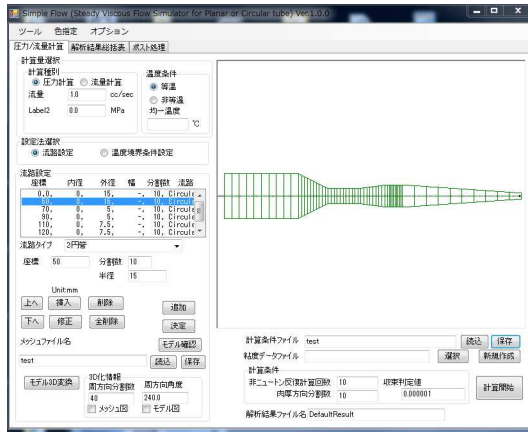 Simple Flow (Steady Viscous Flow Simulator for Planar or Circular tube) Ver.1.0.0
ツール 色指定 オプション
圧力/流量計算 解析結果総括表 ポスト処理
計算量選択
計算種別
圧力計算 流量計算
流量 1.0 cc/sec
Label2 0.0 MPa
温度条件
等温
非等温
均一温度
℃
設定法選択
流路設定 温度境界条件設定
流路設定
座標 内径 外径 幅 分割数 流路
0.0, 0, 15, -, 10, Circula
50, 0, 15, -, 10, Circula
70, 0, 5, -, 10, Circula
90, 0, 5, -, 10, Circula
110, 0, 7.5, -, 10, Circula
120, 0, 7.5, -, 10, Circula
流路タイプ 2円管
座標 50 分割数 10
半径 15
Unit:mm
上へ 挿入 削除 追加
下へ 修正 全削除 決定
メッシュファイル名 モデル確認
test 読込 保存
モデル3D変換
3D化情報
周方向分割数 周方向角度
40 240.0
メッシュ図 モデル図
計算条件ファイル test 読込 保存
粘度データファイル 選択 新規作成
計算条件
非ニュートン反復計算回数 10 収束判定値
肉厚方向分割数 10 0.000001
計算開始
解析結果ファイル名 DefaultResult